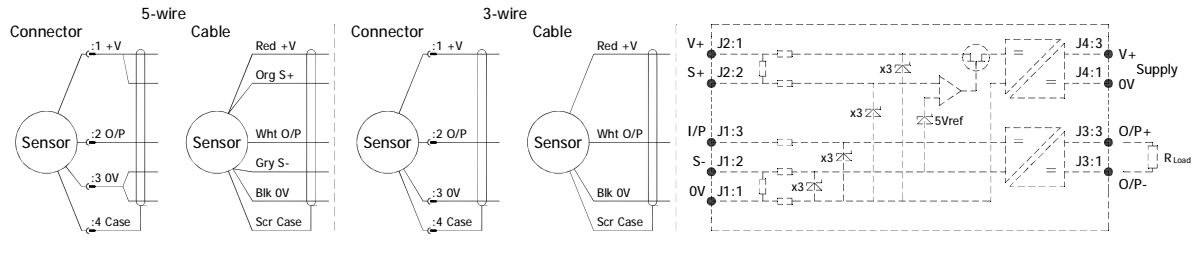 5-wire
Connector
Cable
:1 +V
:2 O/P
:3 0V
:4 Case
Sensor
Red +V
Org S+
Wht O/P
Gry S-
Blk 0V
Scr Case
Sensor
3-wire
Connector
Cable
:1 +V
:2 O/P
:3 0V
:4 Case
Sensor
Red +V
Wht O/P
Blk 0V
Scr Case
Sensor
V+ J2:1
S+ J2:2
I/P J1:3
S- J1:2
0V J1:1
x3
x3
5Vref
x3
x3
J4:3 V+
Supply
J4:1 0V
J3:3 O/P+
RLoad
J3:1
O/P-